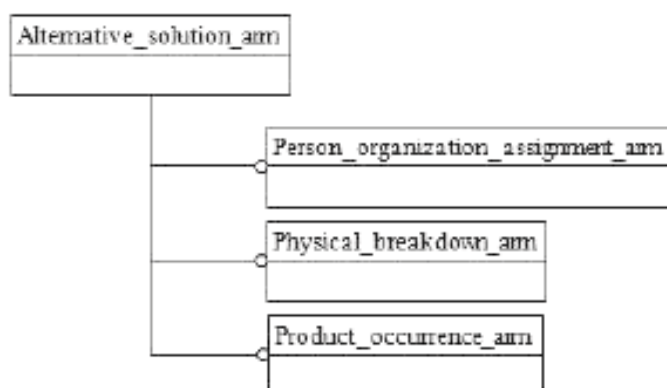 Alternative_solution_arm
Person_organization_assignment_arm
Physical_breakdown_arm
Product_occurrence_arm